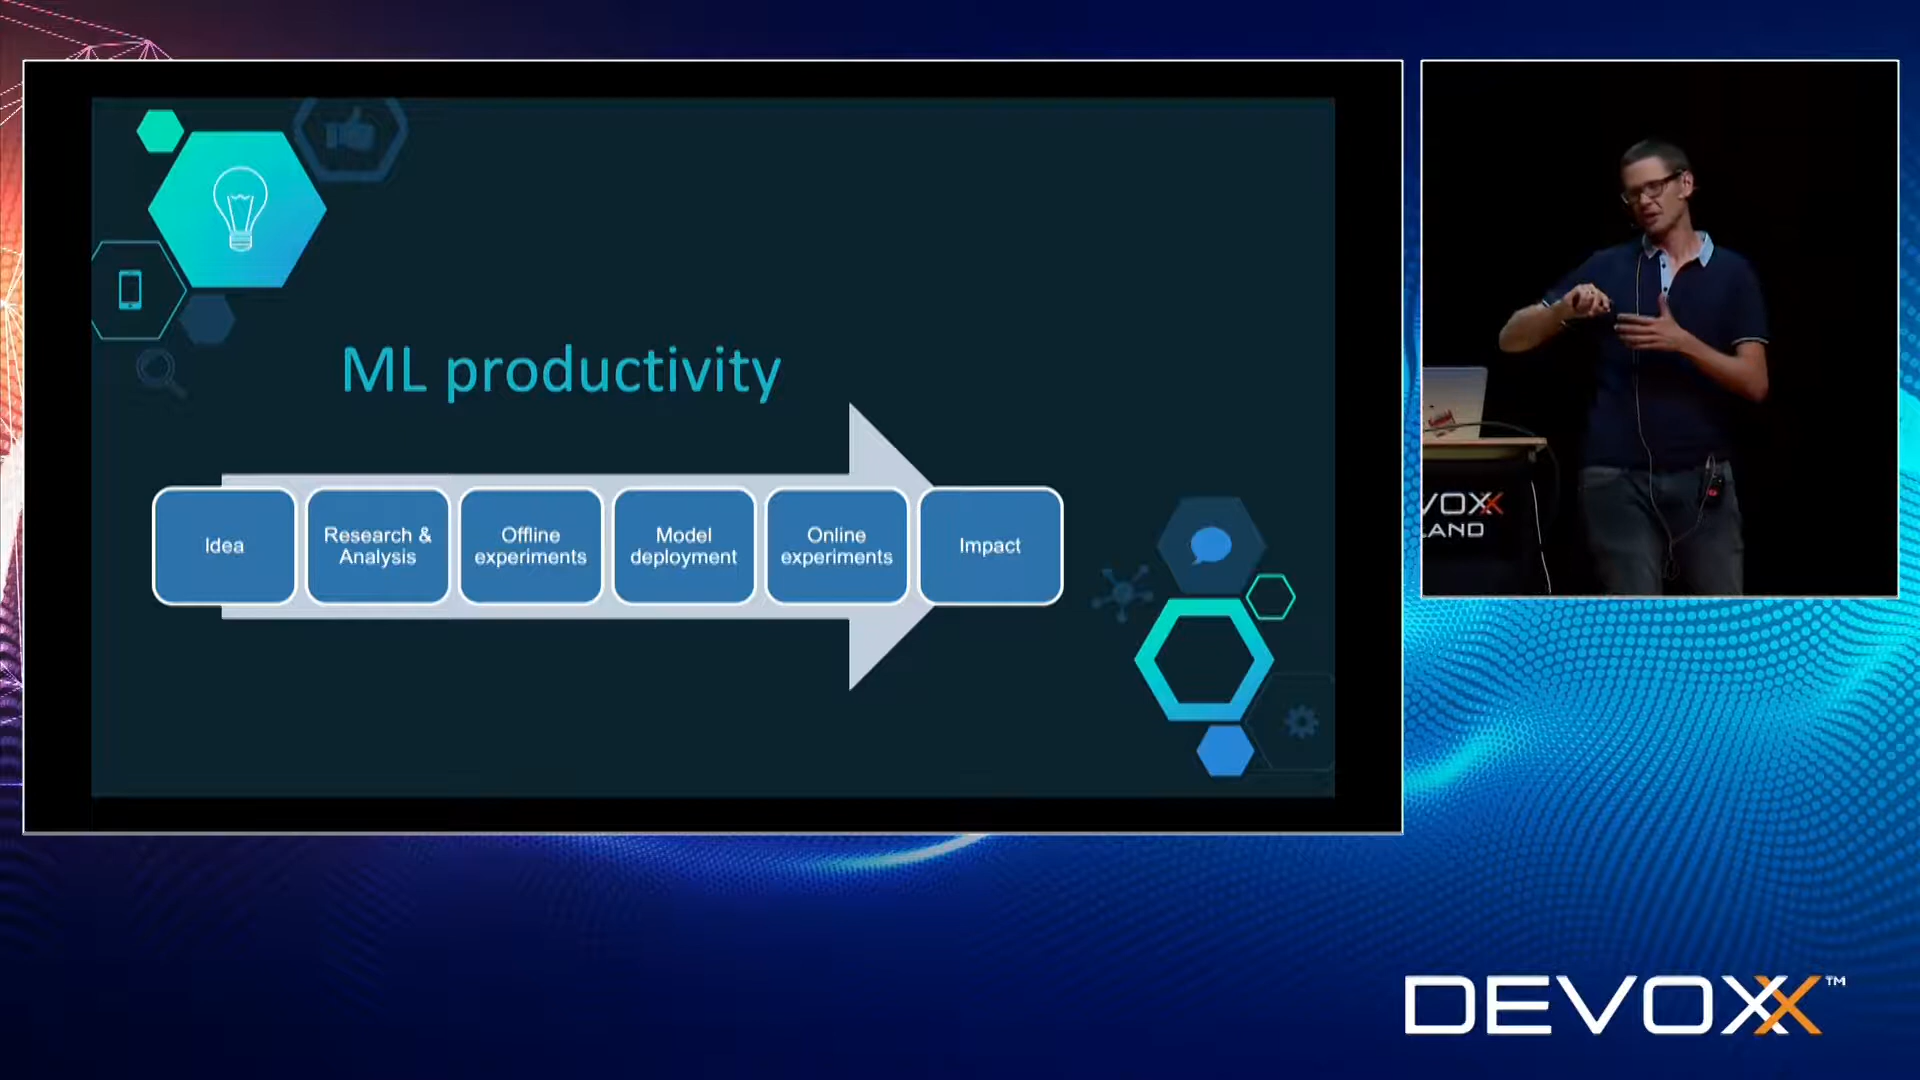 ML productivity
Idea
Research &
Analysis
Offline
experiments
Model
deployment
Online
experiments
Impact
VOXX
LAND
DEVOXX™